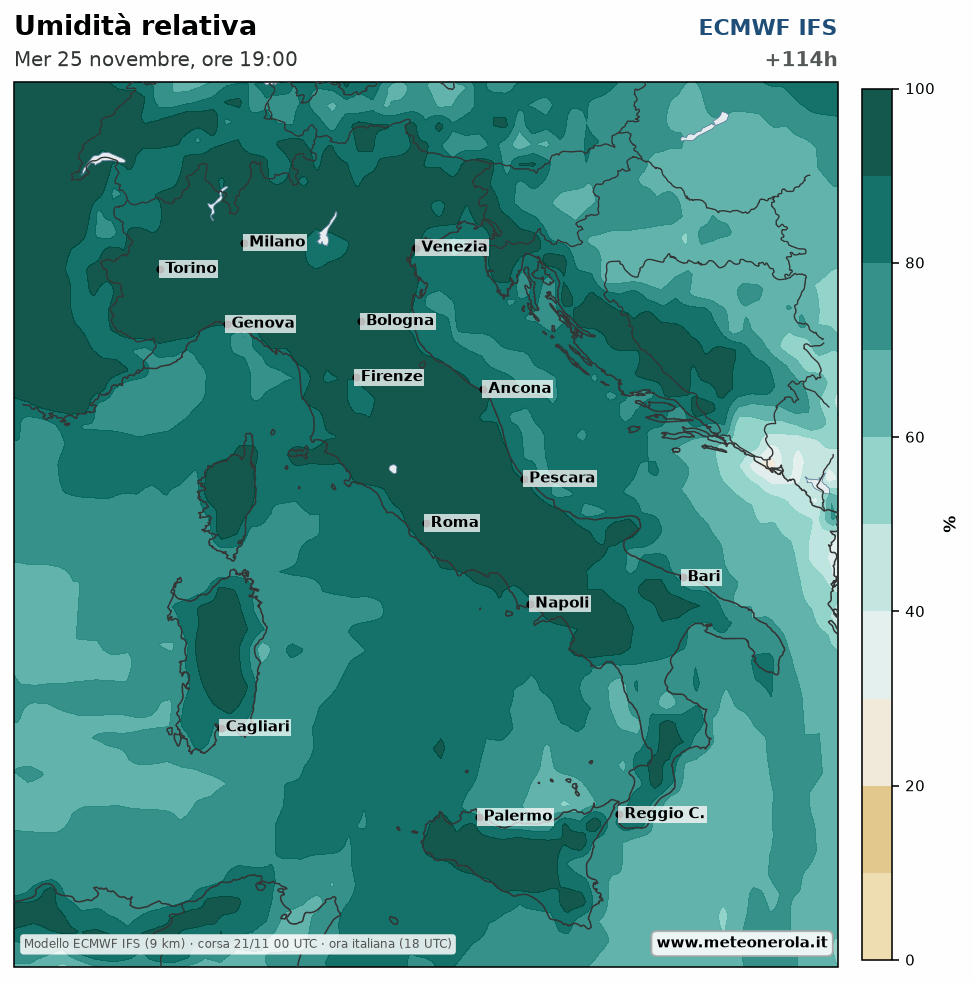 Umidità relativa
ECMWF IFS
Mer 25 novembre, ore 19:00
+114h
100
80
60
40
20
0
%
Milano
Venezia
Torino
Genova
Bologna
Firenze
Ancona
Pescara
Roma
Bari
Napoli
Cagliari
Palermo
Reggio C.
Modello ECMWF IFS (9 km) · corsa 21/11 00 UTC · ora italiana (18 UTC)
www.meteonerola.it